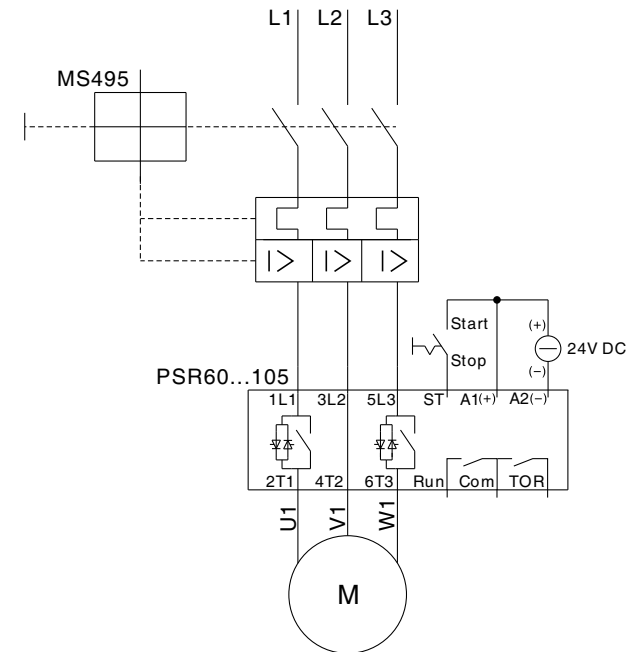 L1 L2 L3
MS495
I> I> I>
Start
(+)
24V DC
Stop
(−)
PSR60...105
1L1 3L2 5L3 ST A1(+) A2(−)
2T1 4T2 6T3 Run Com TOR
U1 V1 W1
M